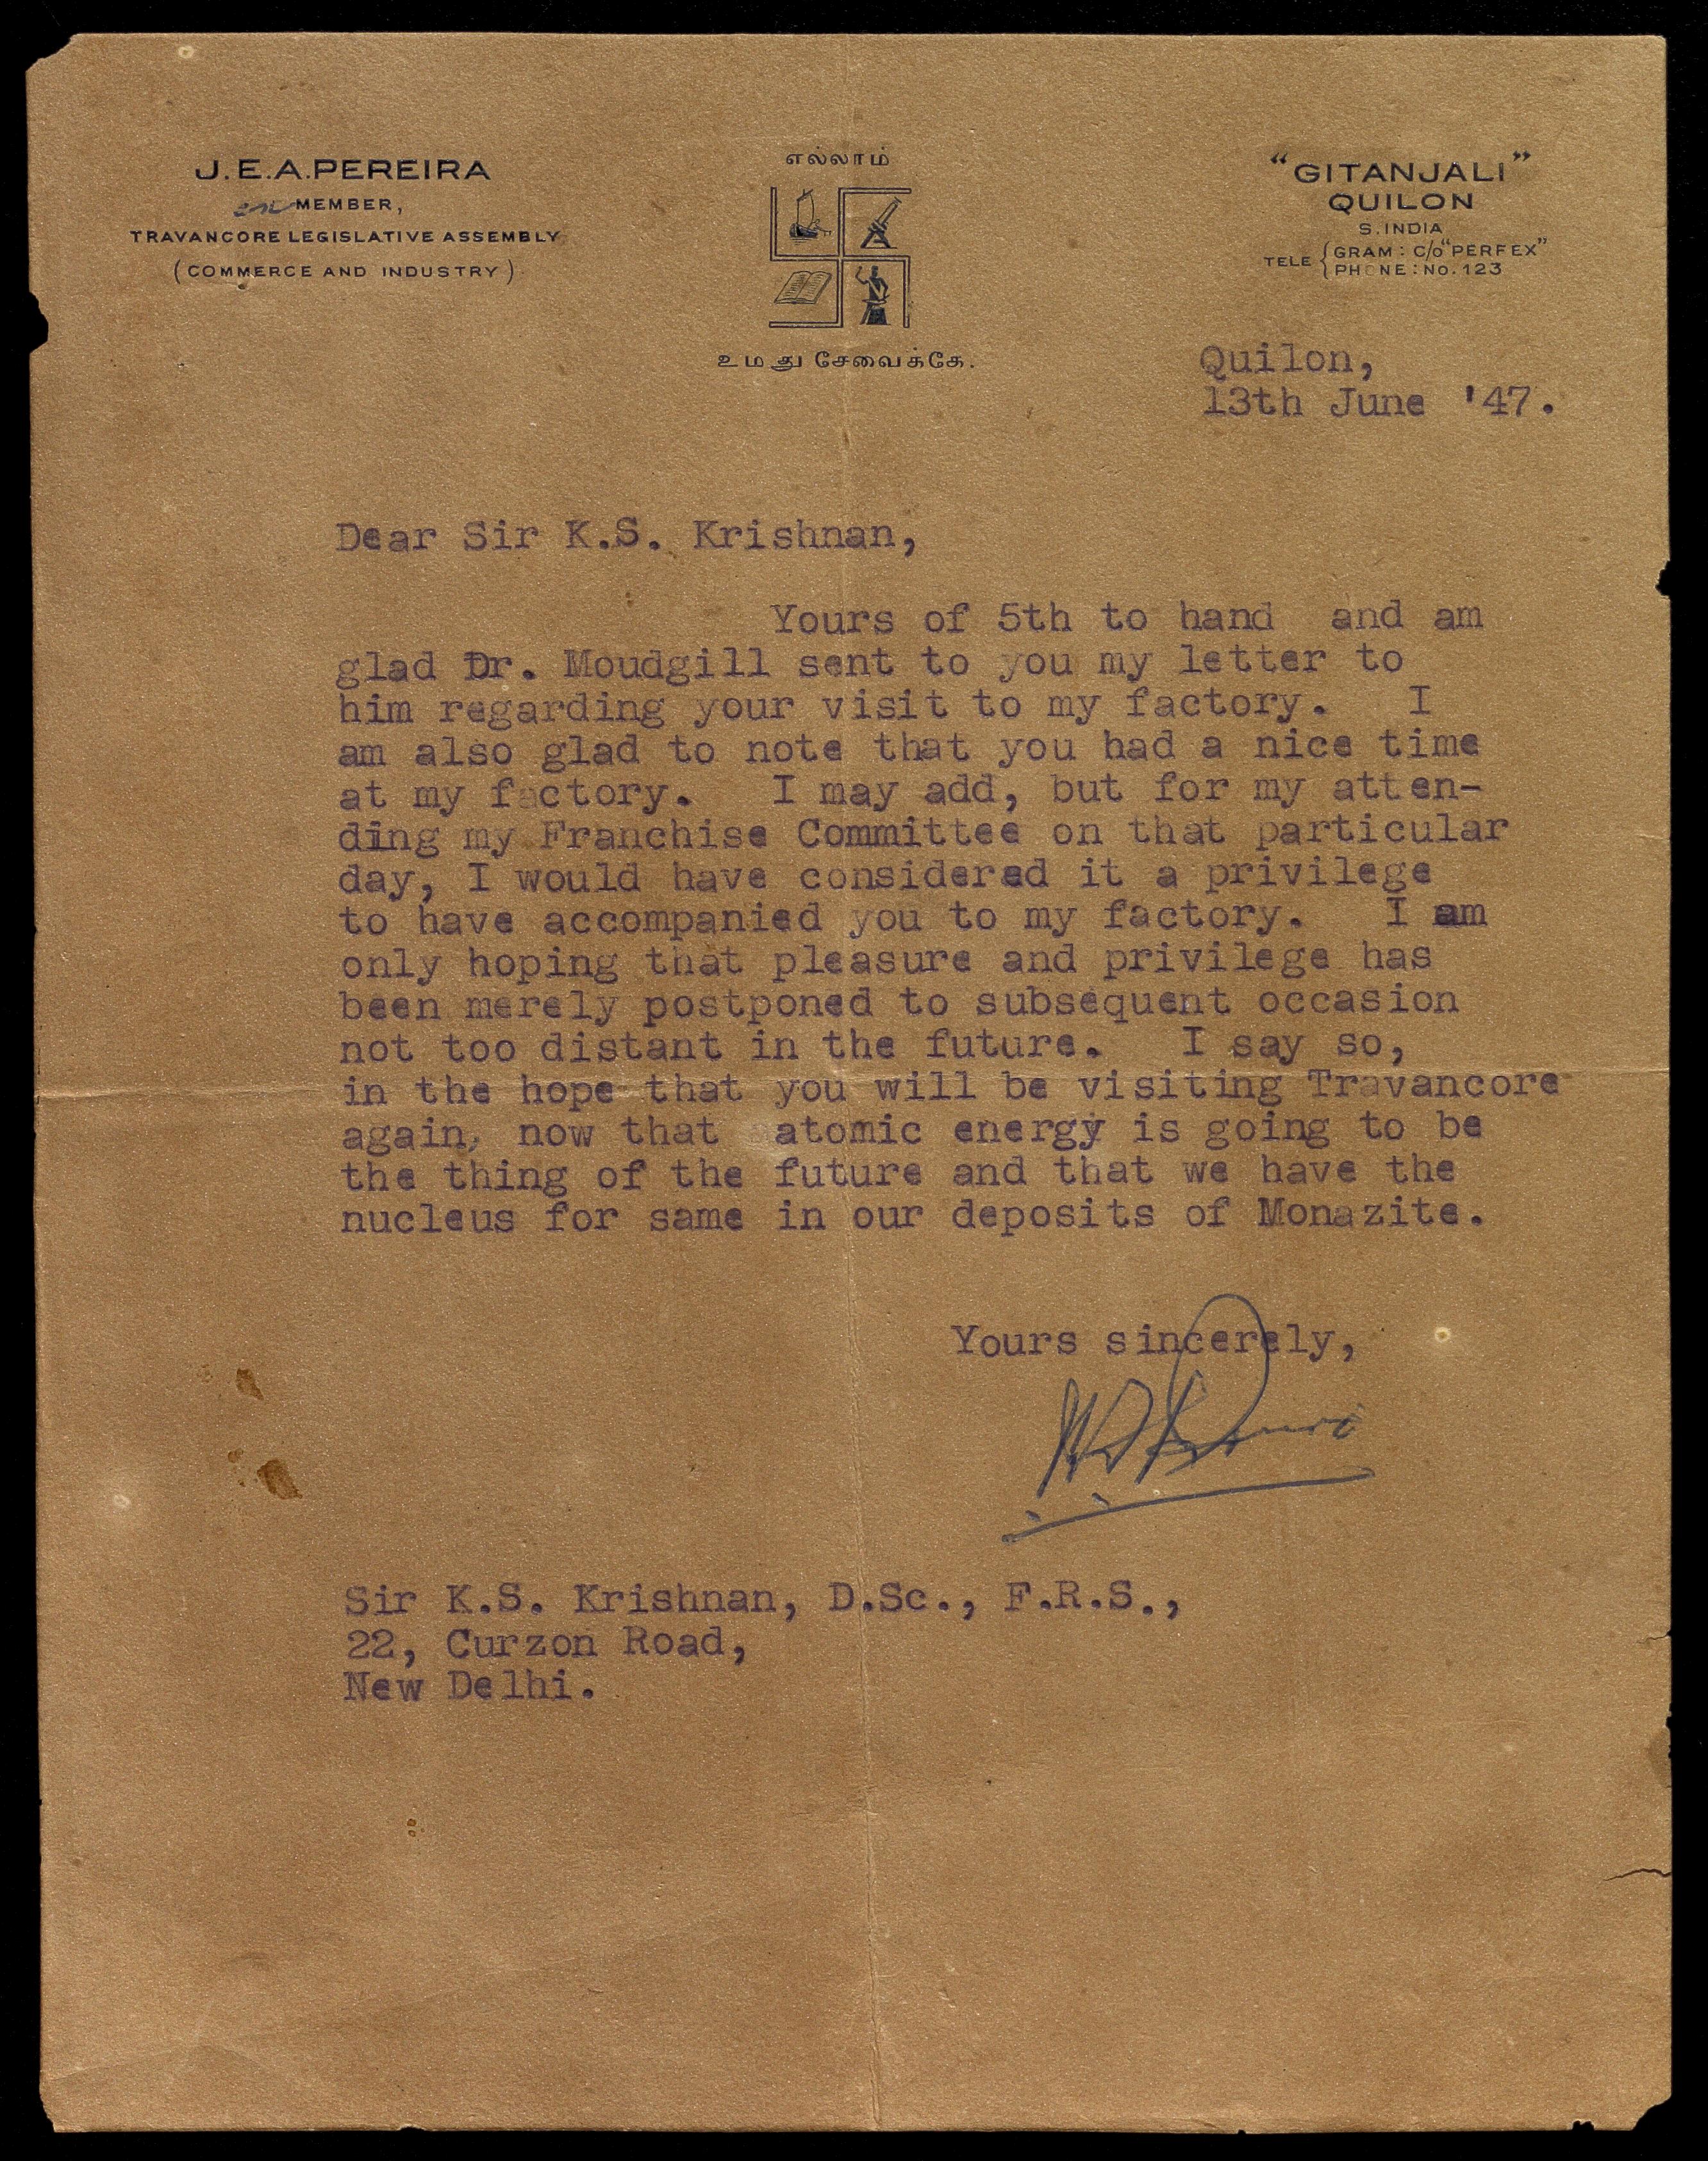 J.E.A.PEREIRA
MEMBER,
TRAVANCORE LEGISLATIVE ASSEMBLY
(COMMERCE AND INDUSTRY)
எல்லாம்
உமது சேவைக்கே.
"GITANJALI"
QUILON
S. INDIA
TELE { GRAM: C/o "PERFEX"
PHONE: No. 123
Quilon,
13th June '47.
Dear Sir K.S. Krishnan,
Yours of 5th to hand and am
glad Dr. Moudgill sent to you my letter to
him regarding your visit to my factory. I
am also glad to note that you had a nice time
at my factory. I may add, but for my atten-
ding my Franchise Committee on that particular
day, I would have considered it a privilege
to have accompanied you to my factory. I am
only hoping that pleasure and privilege has
been merely postponed to subsequent occasion
not too distant in the future. I say so,
in the hope that you will be visiting Travancore
again, now that atomic energy is going to be
the thing of the future and that we have the
nucleus for same in our deposits of Monazite.
Yours sincerely,
Sir K.S. Krishnan, D.Sc., F.R.S.,
22, Curzon Road,
New Delhi.